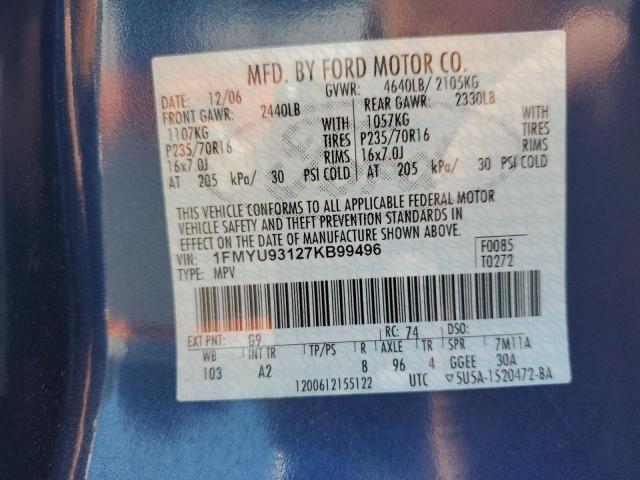 MFD. BY FORD MOTOR CO.
DATE: 12/06 GVWR: 4640LB/ 2105KG
FRONT GAWR: 2440LB REAR GAWR: 2330LB
1107KG WITH 1057KG WITH
P235/70R16 TIRES P235/70R16 TIRES
16x7.0J RIMS 16x7.0J RIMS
AT 205 kPa/ 30 PSI COLD AT 205 kPa/ 30 PSI COLD
THIS VEHICLE CONFORMS TO ALL APPLICABLE FEDERAL MOTOR
VEHICLE SAFETY AND THEFT PREVENTION STANDARDS IN
EFFECT ON THE DATE OF MANUFACTURE SHOWN ABOVE.
VIN: 1FMYU93127KB99496 F0085
TYPE: MPV T0272
EXT PNT: G9 RC: 74 DSO:
WB INT TR TP/PS R AXLE TR SPR 7M11A
103 A2 8 96 4 GGEE 30A
1200612155122 UTC 5U5A-1520472-BA